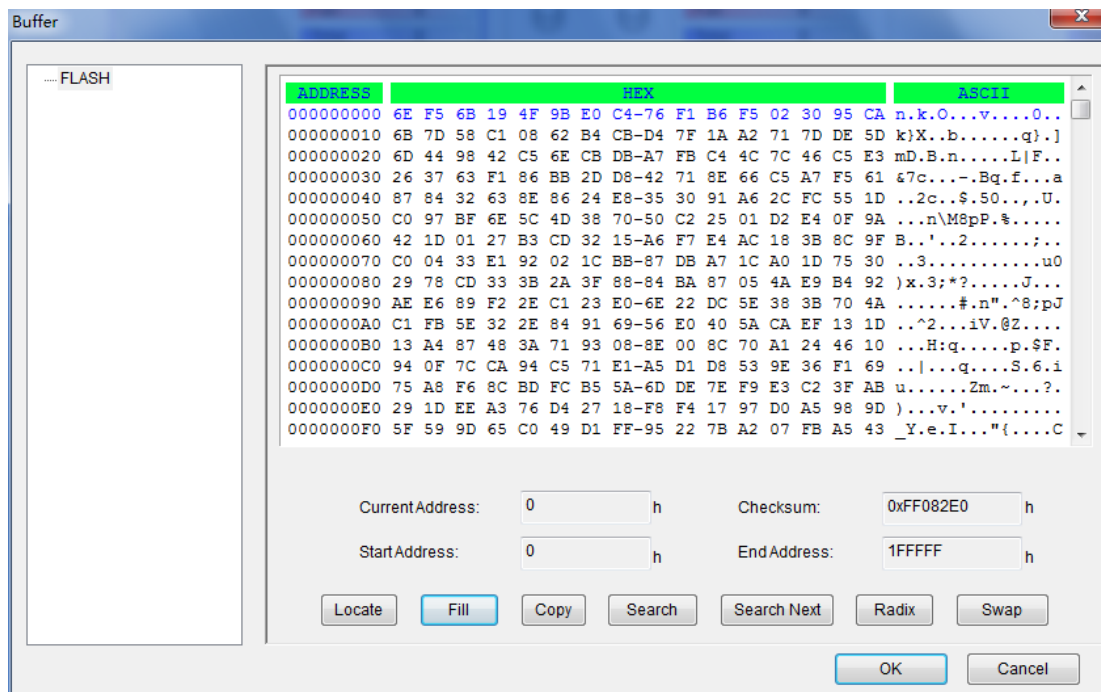 Buffer
FLASH
ADDRESS HEX ASCII
000000000 6E F5 6B 19 4F 9B E0 C4-76 F1 B6 F5 02 30 95 CA n.k.O...v....0..
000000010 6B 7D 58 C1 08 62 B4 CB-D4 7F 1A A2 71 7D DE 5D k}X..b......q}.]
000000020 6D 44 98 42 C5 6E CB DB-A7 FB C4 4C 7C 46 C5 E3 mD.B.n.....L|F..
000000030 26 37 63 F1 86 BB 2D D8-42 71 8E 66 C5 A7 F5 61 &7c...-.Bq.f...a
000000040 87 84 32 63 8E 86 24 E8-35 30 91 A6 2C FC 55 1D ..2c..$.50..,.U.
000000050 C0 97 BF 6E 5C 4D 38 70-50 C2 25 01 D2 E4 0F 9A ...n\M8pP.%.....
000000060 42 1D 01 27 B3 CD 32 15-A6 F7 E4 AC 18 3B 8C 9F B..'..2......;..
000000070 C0 04 33 E1 92 02 1C BB-87 DB A7 1C A0 1D 75 30 ..3...........u0
000000080 29 78 CD 33 3B 2A 3F 88-84 BA 87 05 4A E9 B4 92 )x.3;*?.....J...
000000090 AE E6 89 F2 2E C1 23 E0-6E 22 DC 5E 38 3B 70 4A ......#.n".^8;pJ
0000000A0 C1 FB 5E 32 2E 84 91 69-56 E0 40 5A CA EF 13 1D ..^2...iV.@Z....
0000000B0 13 A4 87 48 3A 71 93 08-8E 00 8C 70 A1 24 46 10 ...H:q.....p.$F.
0000000C0 94 0F 7C CA 94 C5 71 E1-A5 D1 D8 53 9E 36 F1 69 ..|...q....S.6.i
0000000D0 75 A8 F6 8C BD FC B5 5A-6D DE 7E F9 E3 C2 3F AB u......Zm.~...?.
0000000E0 29 1D EE A3 76 D4 27 18-F8 F4 17 97 D0 A5 98 9D )...v.'.........
0000000F0 5F 59 9D 65 C0 49 D1 FF-95 22 7B A2 07 FB A5 43 _Y.e.I..."{....C
Current Address: 0 h Checksum: 0xFF082E0 h
Start Address: 0 h End Address: 1FFFFF h
Locate Fill Copy Search Search Next Radix Swap
OK Cancel